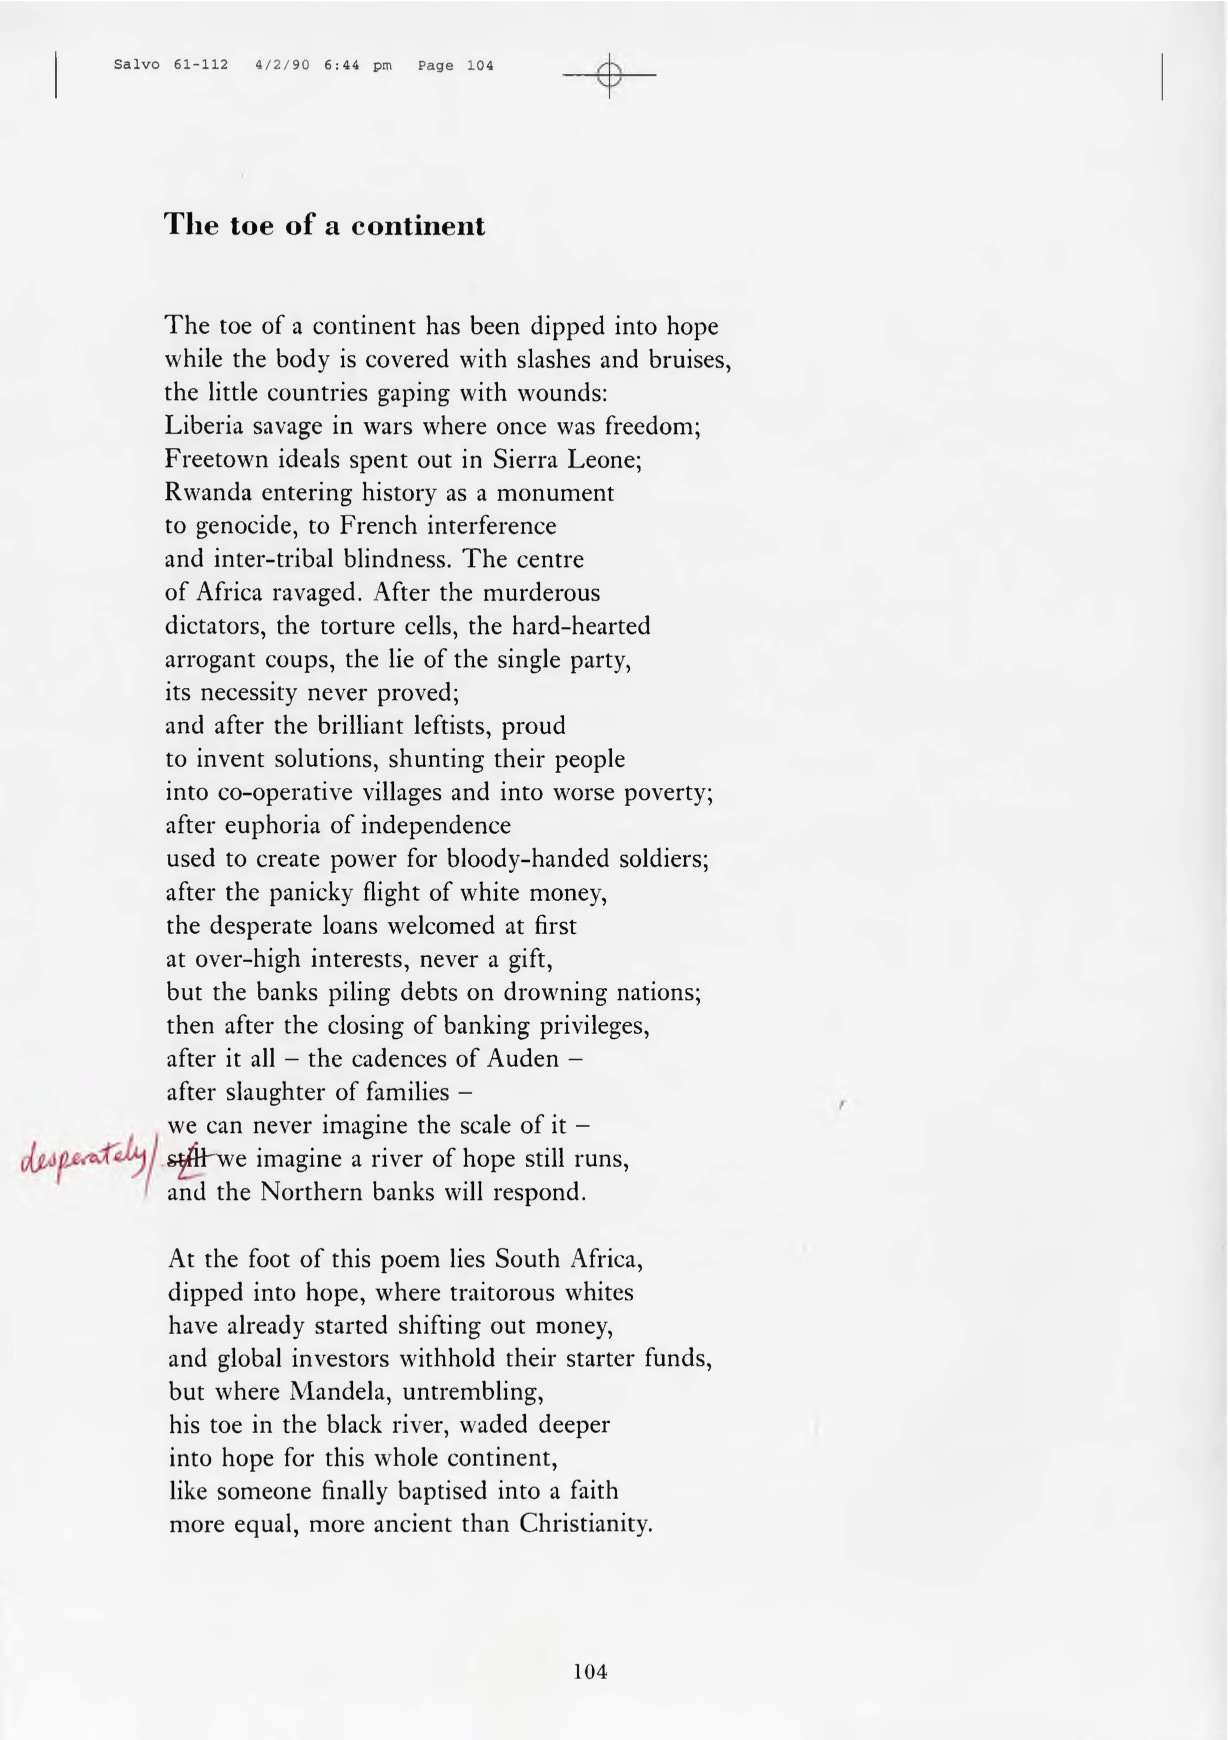 Salvo 61-112 4/2/90 6:44 pm Page 104
The toe of a continent
The toe of a continent has been dipped into hope
while the body is covered with slashes and bruises,
the little countries gaping with wounds:
Liberia savage in wars where once was freedom;
Freetown ideals spent out in Sierra Leone;
Rwanda entering history as a monument
to genocide, to French interference
and inter-tribal blindness. The centre
of Africa ravaged. After the murderous
dictators, the torture cells, the hard-hearted
arrogant coups, the lie of the single party,
its necessity never proved;
and after the brilliant leftists, proud
to invent solutions, shunting their people
into co-operative villages and into worse poverty;
after euphoria of independence
used to create power for bloody-handed soldiers;
after the panicky flight of white money,
the desperate loans welcomed at first
at over-high interests, never a gift,
but the banks piling debts on drowning nations;
then after the closing of banking privileges,
after it all – the cadences of Auden –
after slaughter of families –
we can never imagine the scale of it –
desperately/ still we imagine a river of hope still runs,
and the Northern banks will respond.
At the foot of this poem lies South Africa,
dipped into hope, where traitorous whites
have already started shifting out money,
and global investors withhold their starter funds,
but where Mandela, untrembling,
his toe in the black river, waded deeper
into hope for this whole continent,
like someone finally baptised into a faith
more equal, more ancient than Christianity.
104